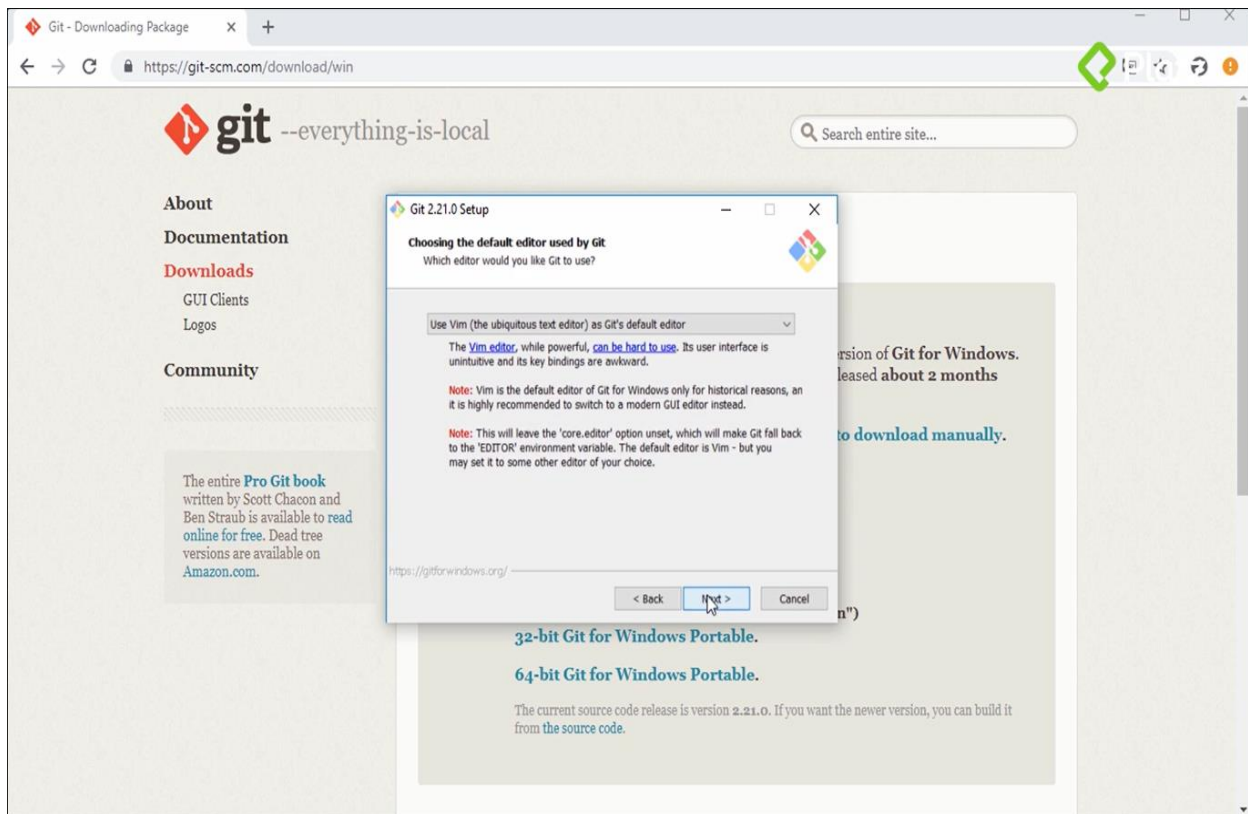 Git - Downloading Package
https://git-scm.com/download/win
git --everything-is-local
Search entire site...
About
Documentation
Downloads
GUI Clients
Logos
Community
The entire Pro Git book
written by Scott Chacon and
Ben Straub is available to read
online for free. Dead tree
versions are available on
Amazon.com.
Git 2.21.0 Setup
Choosing the default editor used by Git
Which editor would you like Git to use?
Use Vim (the ubiquitous text editor) as Git's default editor
The Vim editor, while powerful, can be hard to use. Its user interface is
unintuitive and its key bindings are awkward.
Note: Vim is the default editor of Git for Windows only for historical reasons, an
it is highly recommended to switch to a modern GUI editor instead.
Note: This will leave the 'core.editor' option unset, which will make Git fall back
to the 'EDITOR' environment variable. The default editor is Vim - but you
may set it to some other editor of your choice.
https://gitforwindows.org/
< Back
Next >
Cancel
rsion of Git for Windows.
leased about 2 months
to download manually.
n")
32-bit Git for Windows Portable.
64-bit Git for Windows Portable.
The current source code release is version 2.21.0. If you want the newer version, you can build it
from the source code.